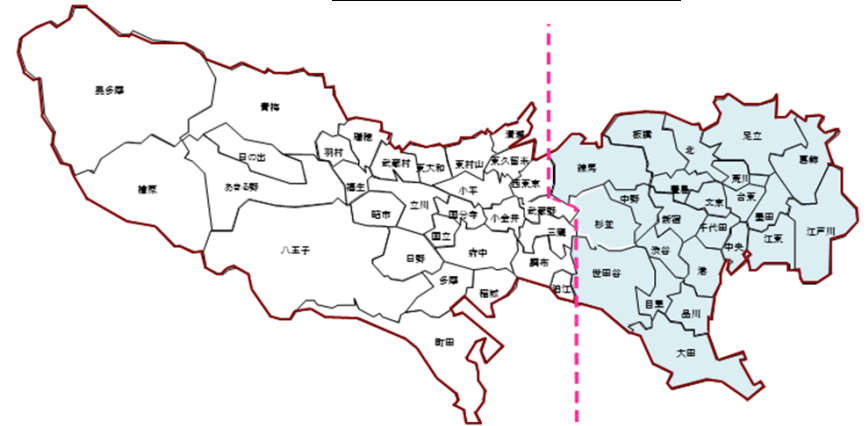 奥多摩
青梅
瑞穂
羽村
日の出
福生
檜原
あきる野
八王子
武蔵村
東大和
東村山
清瀬
東久留米
西東京
小平
立川
昭市
国分寺
小金井
武蔵野
三鷹
国立
日野
府中
調布
狛江
多摩
稲城
町田
練馬
板橋
北
足立
葛飾
荒川
豊島
文京
台東
墨田
江東
江戸川
中野
杉並
新宿
千代田
中央
渋谷
港
世田谷
目黒
品川
大田